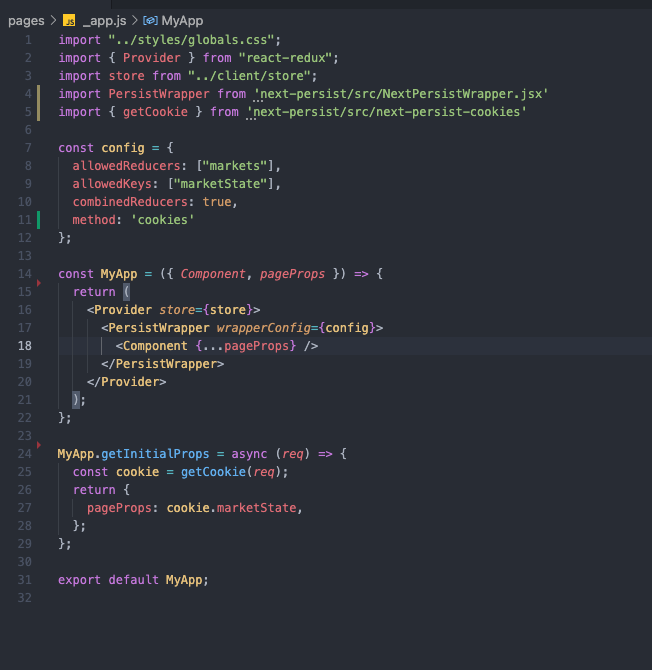 pages > JS _app.js > MyApp
1 import "../styles/globals.css";
2 import { Provider } from "react-redux";
3 import store from "../client/store";
4 import PersistWrapper from 'next-persist/src/NextPersistWrapper.jsx'
5 import { getCookie } from 'next-persist/src/next-persist-cookies'
6
7 const config = {
8   allowedReducers: ["markets"],
9   allowedKeys: ["marketState"],
10   combinedReducers: true,
11   method: 'cookies'
12 };
13
14 const MyApp = ({ Component, pageProps }) => {
15   return (
16     <Provider store={store}>
17       <PersistWrapper wrapperConfig={config}>
18         <Component {...pageProps} />
19       </PersistWrapper>
20     </Provider>
21   );
22 };
23
24 MyApp.getInitialProps = async (req) => {
25   const cookie = getCookie(req);
26   return {
27     pageProps: cookie.marketState,
28   };
29 };
30
31 export default MyApp;
32